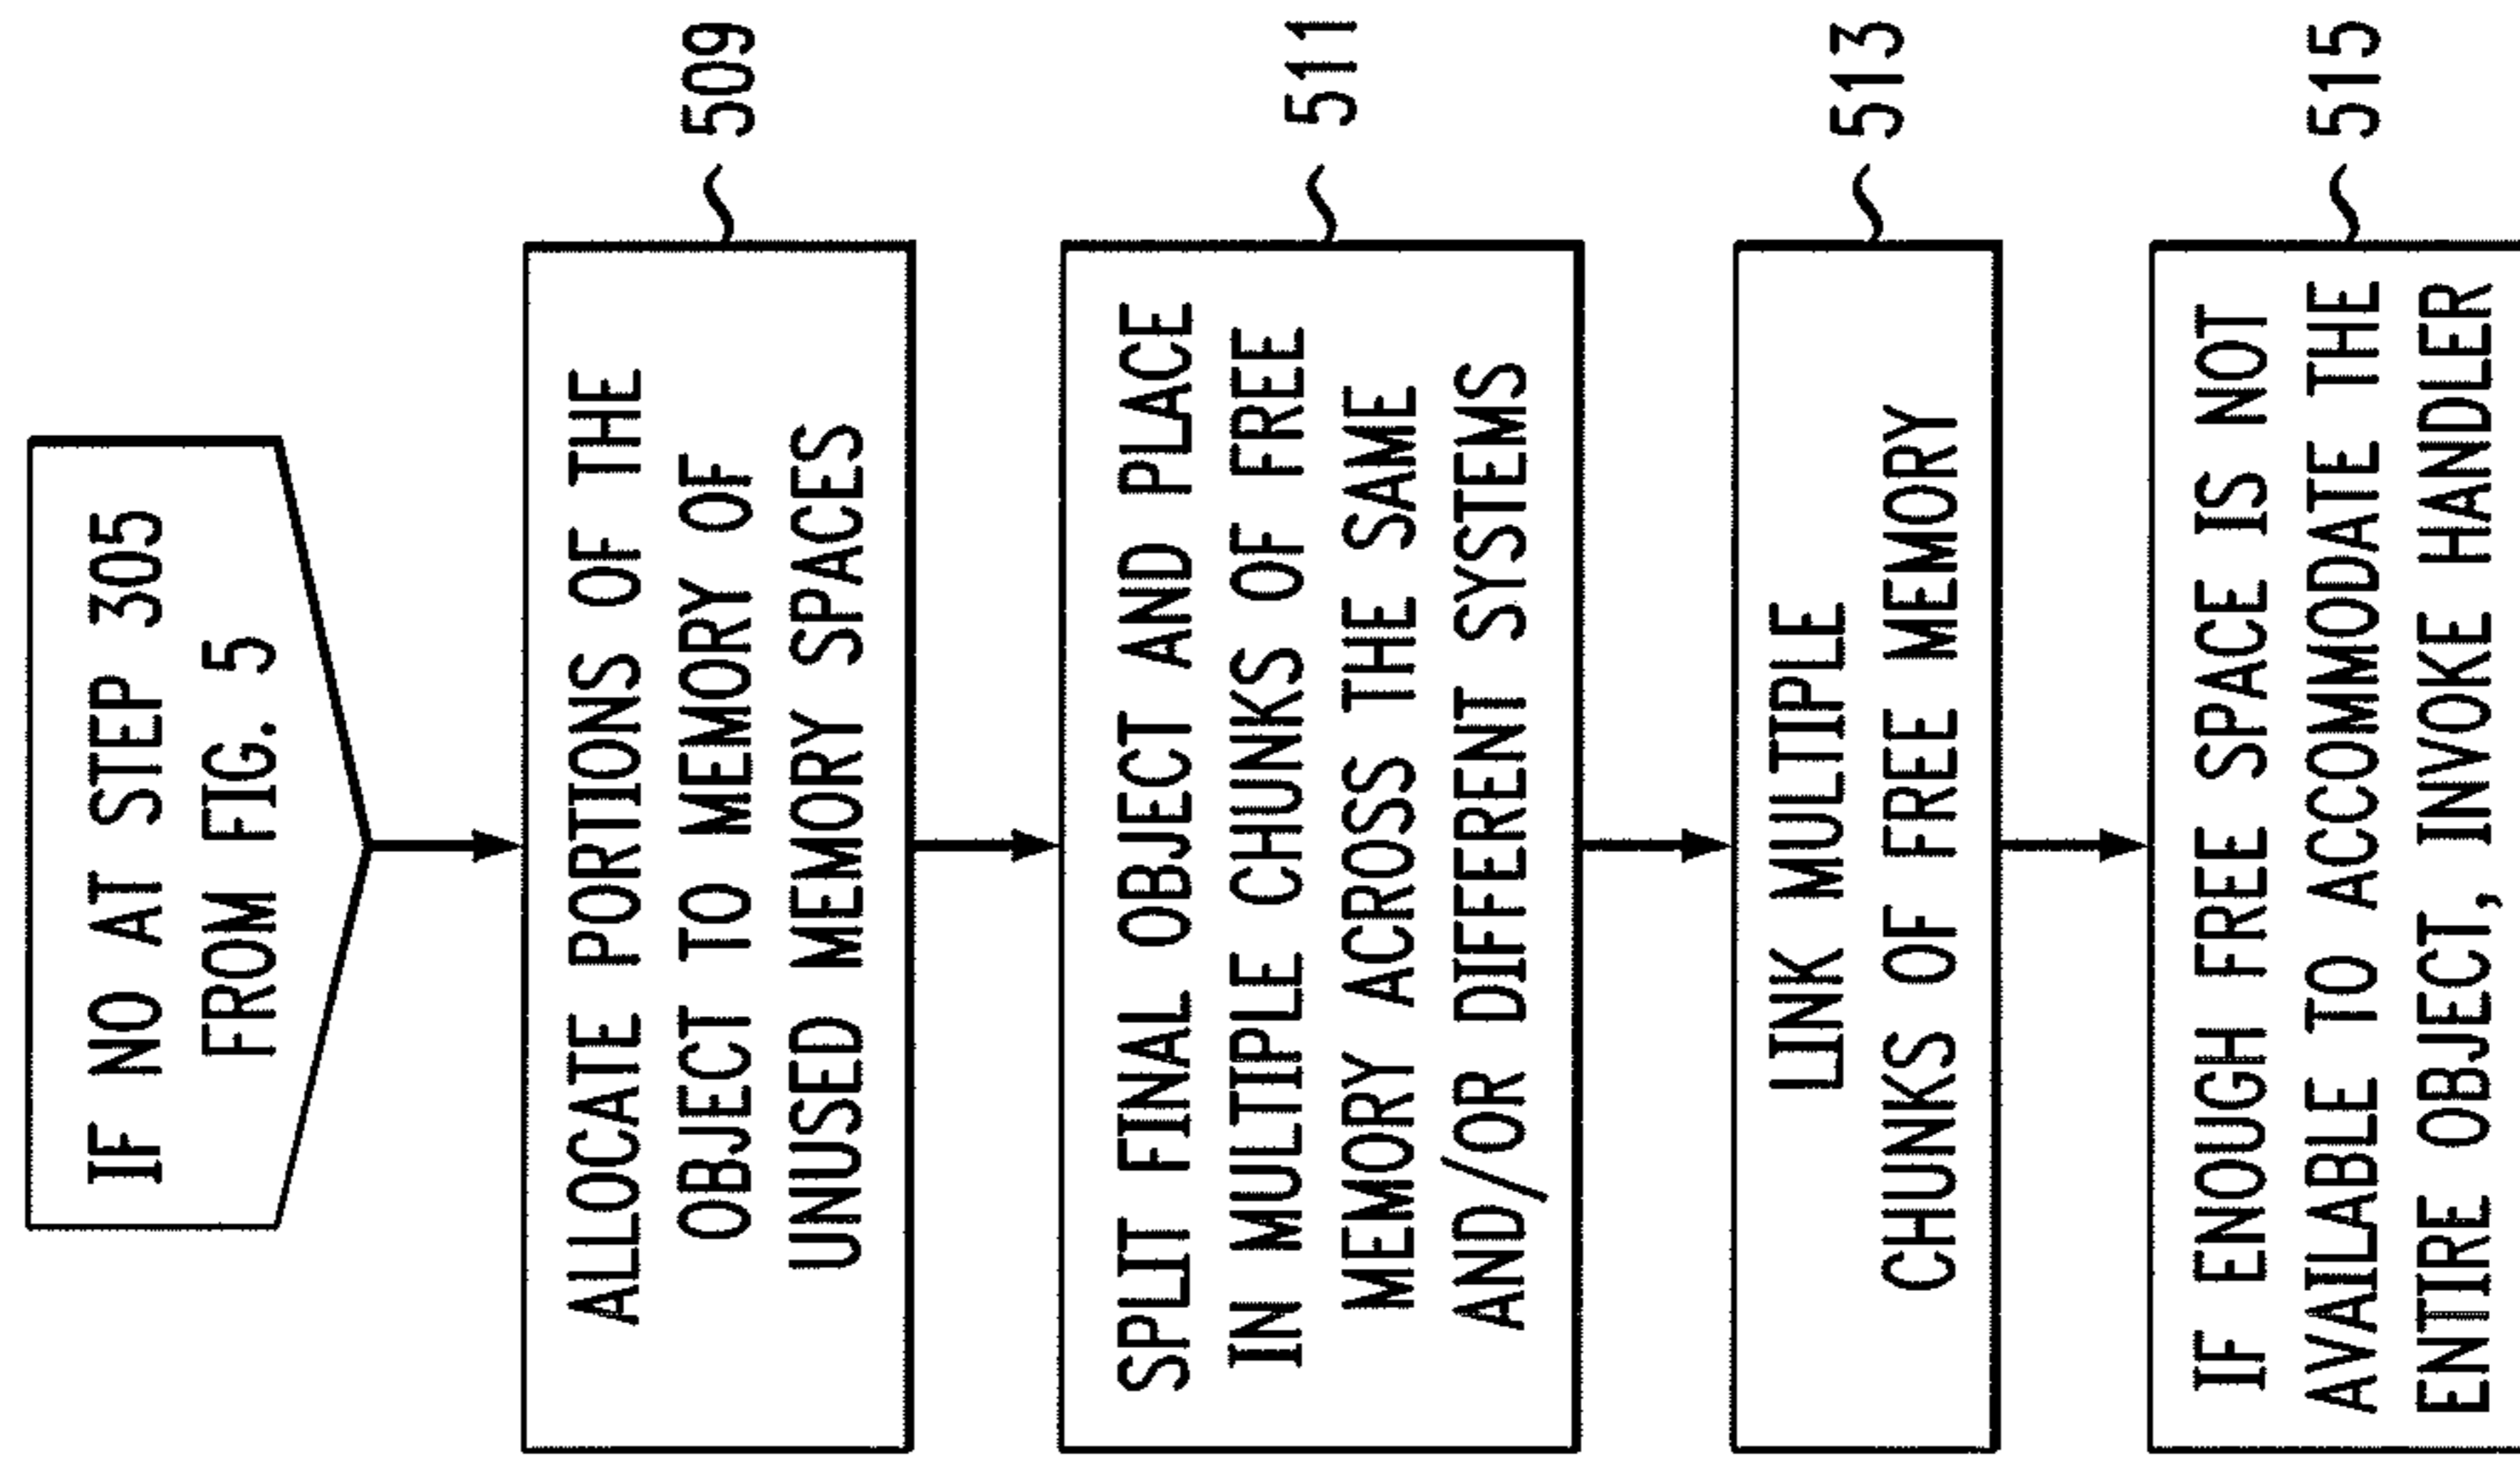 IF NO AT STEP 305
FROM FIG. 5
ALLOCATE PORTIONS OF THE
OBJECT TO MEMORY OF
UNUSED MEMORY SPACES
509
SPLIT FINAL OBJECT AND PLACE
IN MULTIPLE CHUNKS OF FREE
MEMORY ACROSS THE SAME
AND/OR DIFFERENT SYSTEMS
511
LINK MULTIPLE
CHUNKS OF FREE MEMORY
513
IF ENOUGH FREE SPACE IS NOT
AVAILABLE TO ACCOMMODATE THE
ENTIRE OBJECT, INVOKE HANDLER
515